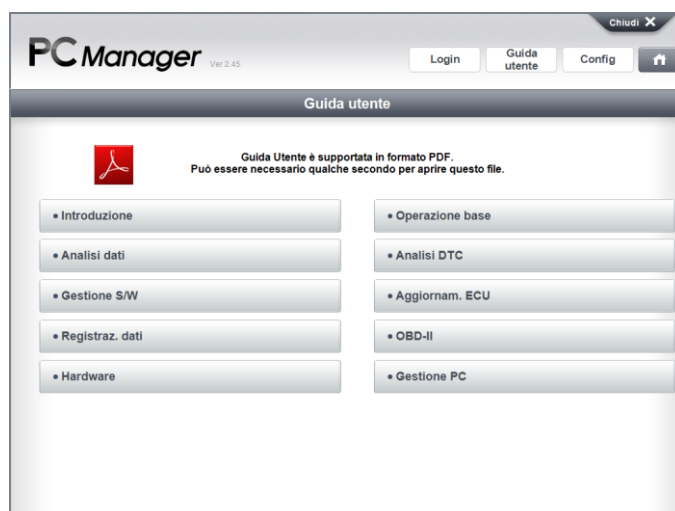 Chiudi X
PC Manager Ver 2.45
Login
Guida
utente
Config
Guida utente
Guida Utente è supportata in formato PDF.
Può essere necessario qualche secondo per aprire questo file.
• Introduzione
• Operazione base
• Analisi dati
• Analisi DTC
• Gestione S/W
• Aggiornam. ECU
• Registraz. dati
• OBD-II
• Hardware
• Gestione PC